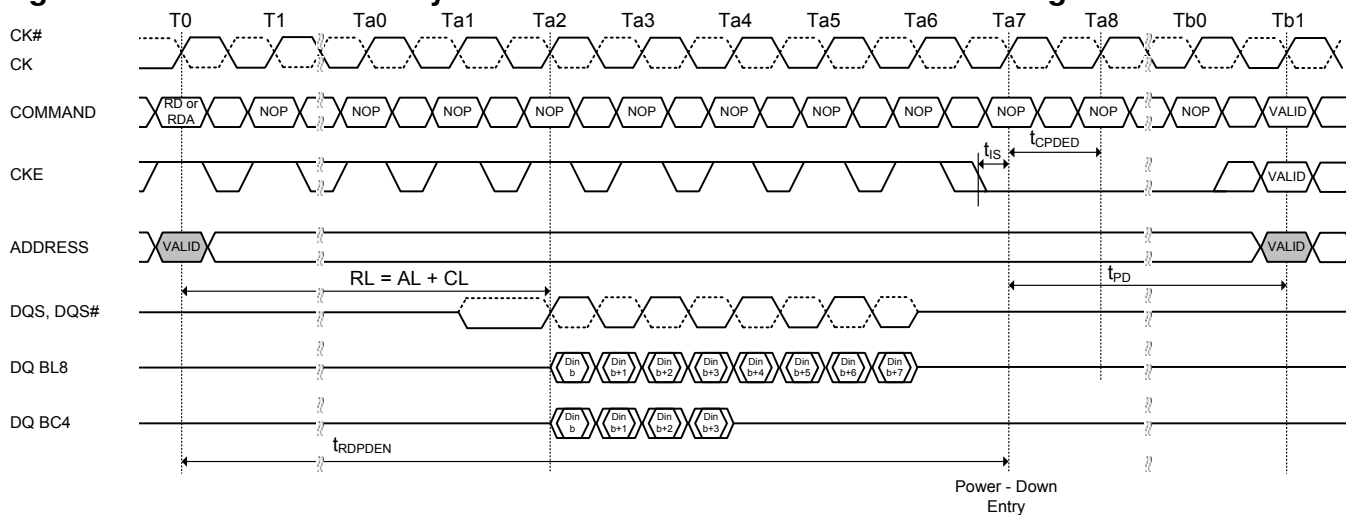 T0 T1 Ta0 Ta1 Ta2 Ta3 Ta4 Ta5 Ta6 Ta7 Ta8 Tb0 Tb1
CK#
CK
COMMAND
RD or
RDA
NOP NOP NOP NOP NOP NOP NOP NOP NOP NOP NOP VALID
tIS
tCPDED
CKE
VALID
ADDRESS
VALID
VALID
RL = AL + CL
tPD
DQS, DQS#
DQ BL8
Din b
Din b+1
Din b+2
Din b+3
Din b+4
Din b+5
Din b+6
Din b+7
DQ BC4
Din b
Din b+1
Din b+2
Din b+3
tRDPDEN
Power - Down
Entry